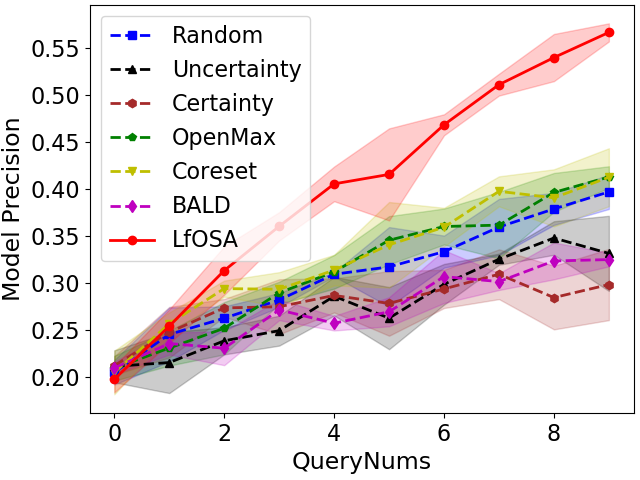 Random
Uncertainty
Certainty
OpenMax
Coreset
BALD
LfOSA
Model Precision
0.55
0.50
0.45
0.40
0.35
0.30
0.25
0.20
0 2 4 6 8
QueryNums